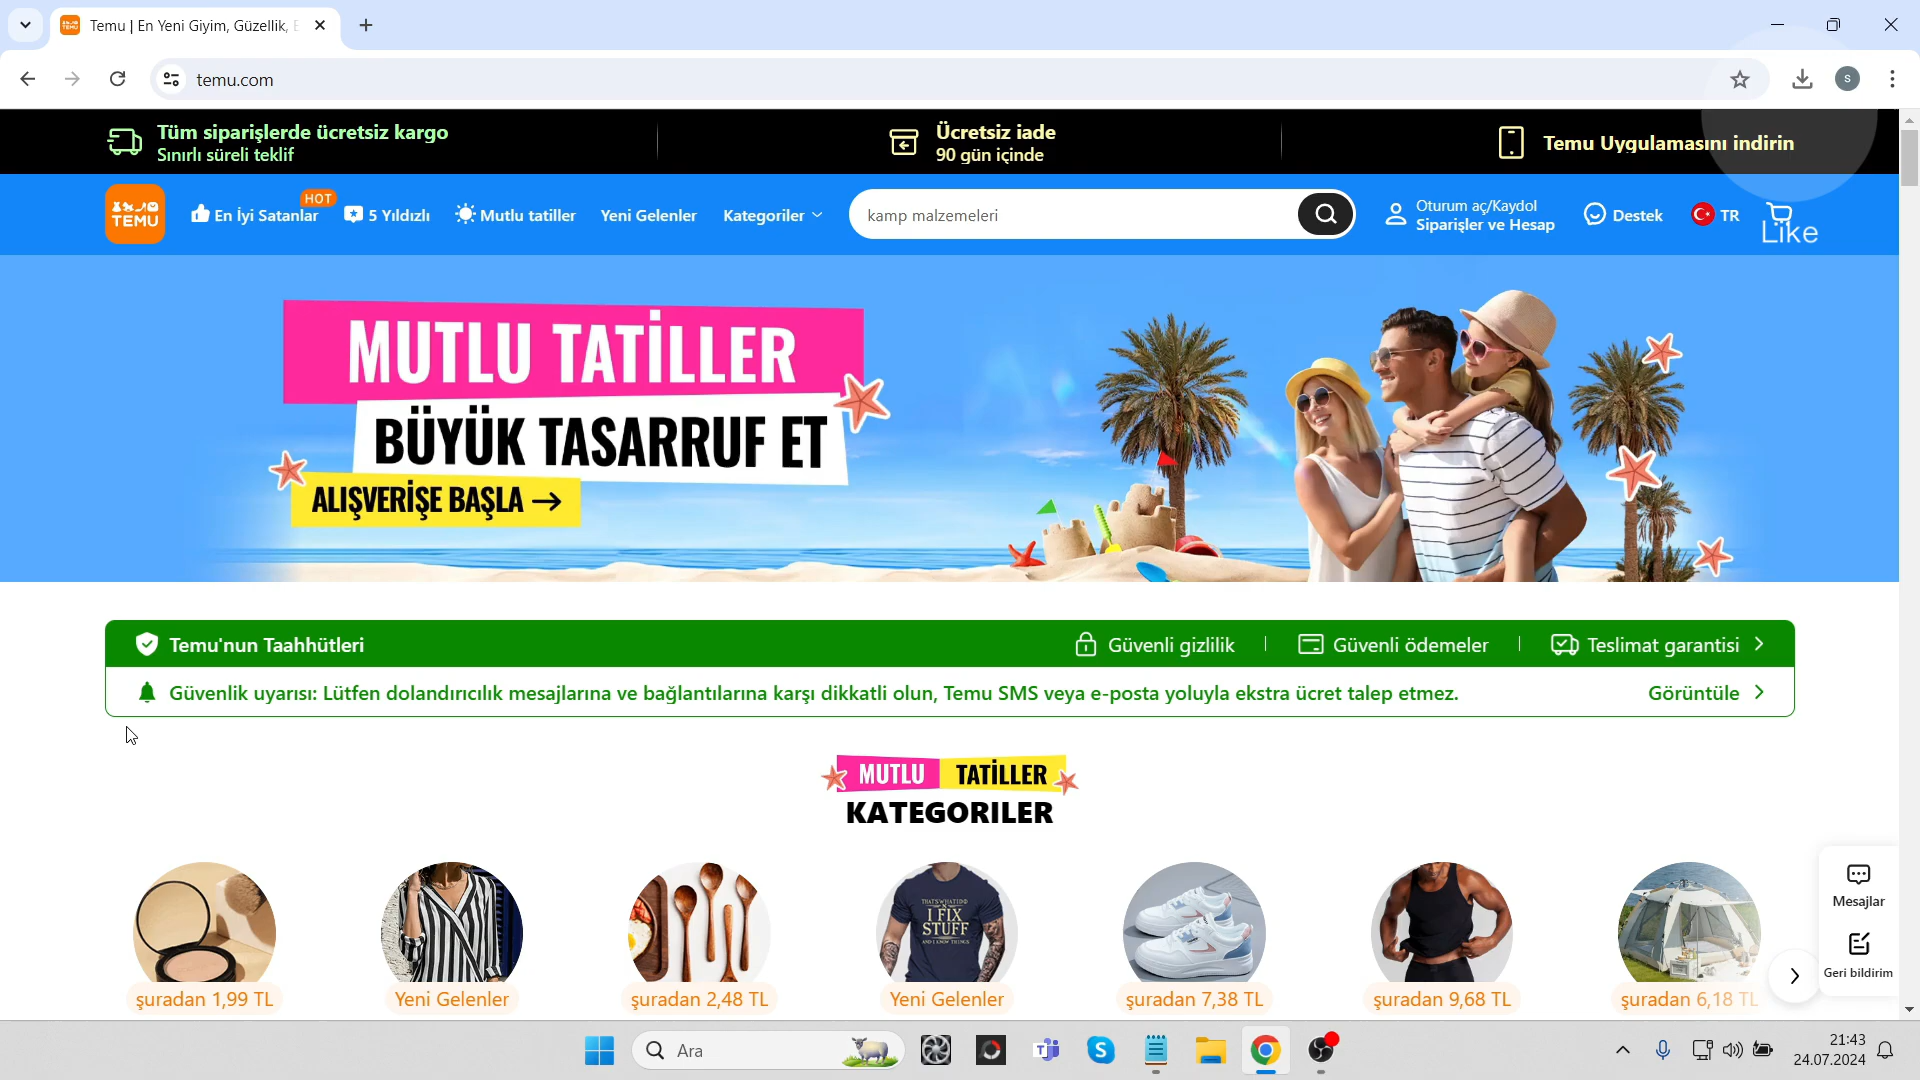 Temu | En Yeni Giyim, Güzellik, E
temu.com
Tüm siparişlerde ücretsiz kargo
Sınırlı süreli teklif
Ücretsiz iade
90 gün içinde
Temu Uygulamasını indirin
TEMU
En İyi Satanlar
HOT
5 Yıldızlı
Mutlu tatiller
Yeni Gelenler
Kategoriler
kamp malzemeleri
Oturum aç/Kaydol
Siparişler ve Hesap
Destek
TR
Like
MUTLU TATİLLER
BÜYÜK TASARRUF ET
ALIŞVERİŞE BAŞLA →
Temu'nun Taahhütleri
Güvenli gizlilik
Güvenli ödemeler
Teslimat garantisi
Güvenlik uyarısı: Lütfen dolandırıcılık mesajlarına ve bağlantılarına karşı dikkatli olun, Temu SMS veya e-posta yoluyla ekstra ücret talep etmez.
Görüntüle
MUTLU TATİLLER
KATEGORILER
THAT'S WHAT I DO
I FIX
STUFF
AND I KNOW THINGS
Mesajlar
Geri bildirim
şuradan 1,99 TL
Yeni Gelenler
şuradan 2,48 TL
Yeni Gelenler
şuradan 7,38 TL
şuradan 9,68 TL
şuradan 6,18 TL
Ara
21:43
24.07.2024